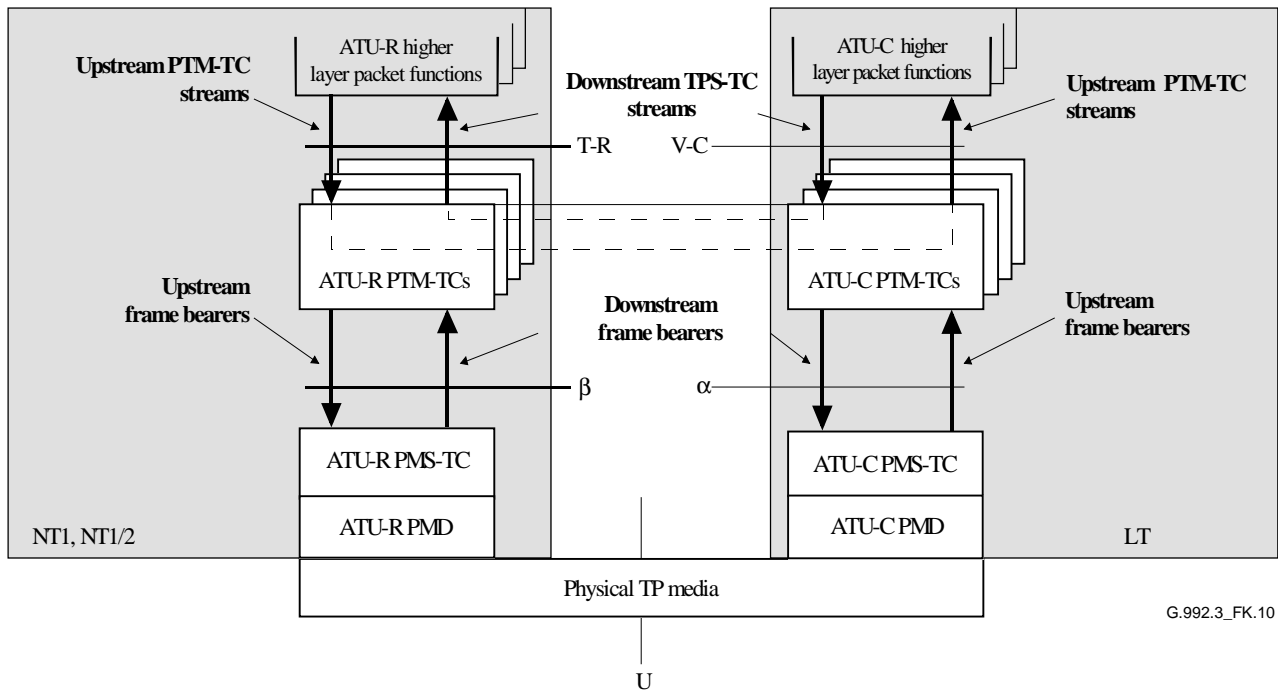 ATU-R higher
layer packet functions
ATU-C higher
layer packet functions
Upstream PTM-TC
streams
Downstream TPS-TC
streams
Upstream PTM-TC
streams
T-R
V-C
ATU-R PTM-TCs
ATU-C PTM-TCs
Upstream
frame bearers
Downstream
frame bearers
Upstream
frame bearers
β
α
ATU-R PMS-TC
ATU-C PMS-TC
ATU-R PMD
ATU-C PMD
NT1, NT1/2
LT
Physical TP media
G.992.3_FK.10
U